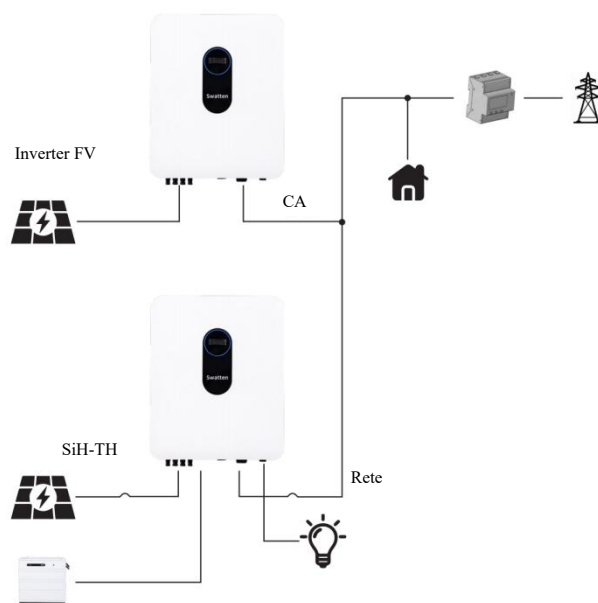 Swatten
Inverter FV
CA
Swatten
SiH-TH
Rete